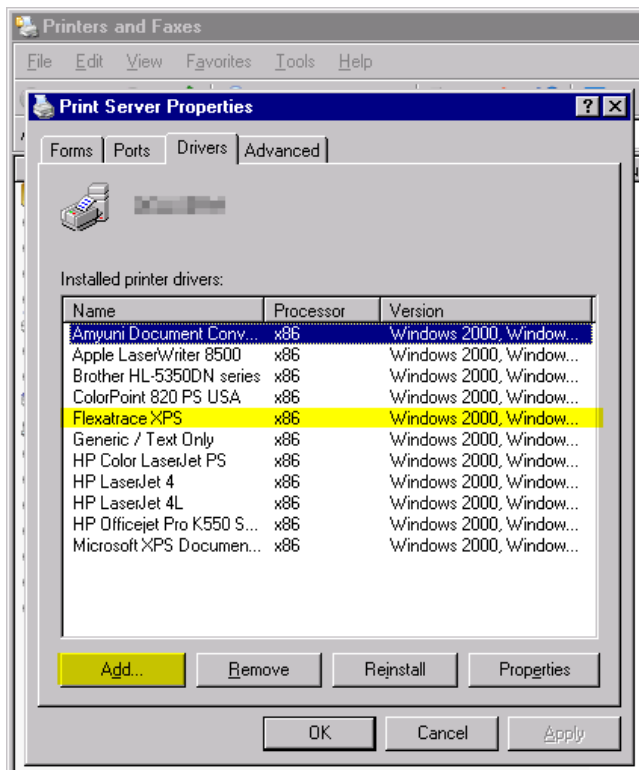 Printers and Faxes
File Edit View Favorites Tools Help
Print Server Properties
Forms Ports Drivers Advanced
Installed printer drivers:
Name Processor Version
Amyuni Document Conv... x86 Windows 2000, Window...
Apple LaserWriter 8500 x86 Windows 2000, Window...
Brother HL-5350DN series x86 Windows 2000, Window...
ColorPoint 820 PS USA x86 Windows 2000, Window...
Flexatrace XPS x86 Windows 2000, Window...
Generic / Text Only x86 Windows 2000, Window...
HP Color LaserJet PS x86 Windows 2000, Window...
HP LaserJet 4 x86 Windows 2000, Window...
HP LaserJet 4L x86 Windows 2000, Window...
HP Officejet Pro K550 S... x86 Windows 2000, Window...
Microsoft XPS Documen... x86 Windows 2000, Window...
Add... Remove Reinstall Properties
OK Cancel Apply